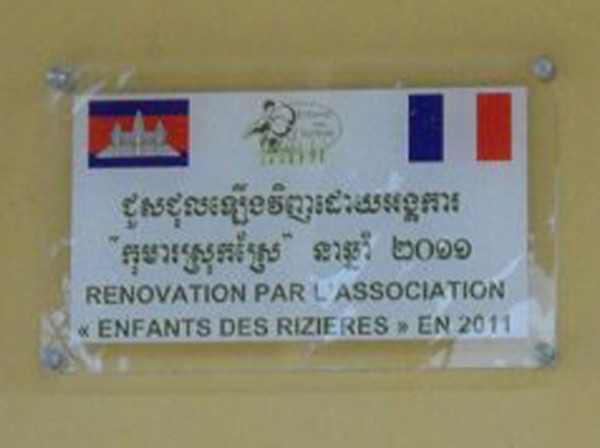 ជួសជុលឡើងវិញដោយអង្គការ
"កុមារស្រុកស្រែ" នាឆ្នាំ ២០១១
RENOVATION PAR L'ASSOCIATION
« ENFANTS DES RIZIERES » EN 2011